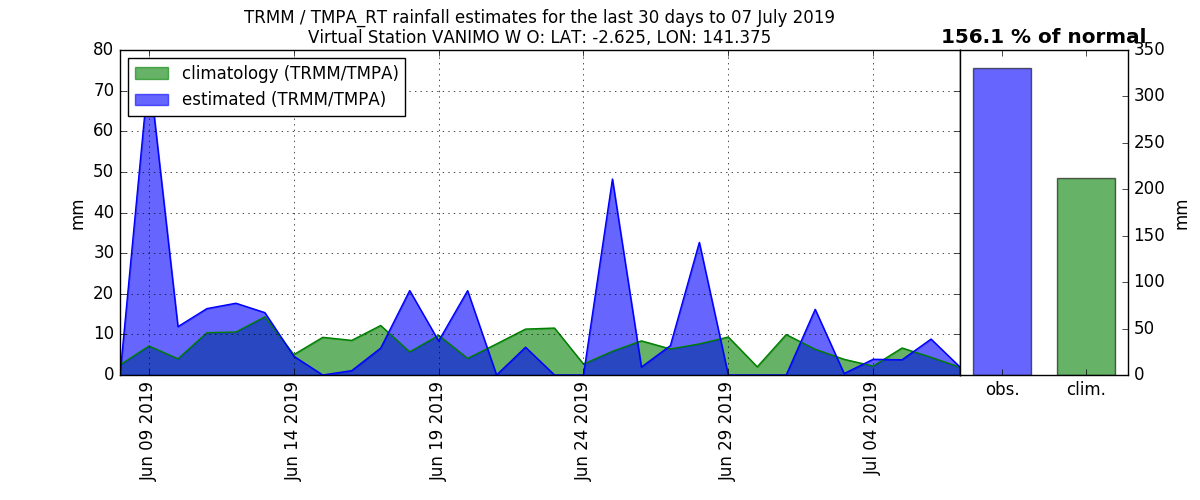 TRMM / TMPA_RT rainfall estimates for the last 30 days to 07 July 2019
Virtual Station VANIMO W O: LAT: -2.625, LON: 141.375
156.1 % of normal
climatology (TRMM/TMPA)
estimated (TRMM/TMPA)
80
70
60
50
40
30
20
10
0
mm
Jun 09 2019
Jun 14 2019
Jun 19 2019
Jun 24 2019
Jun 29 2019
Jul 04 2019
350
300
250
200
150
100
50
0
mm
obs.
clim.